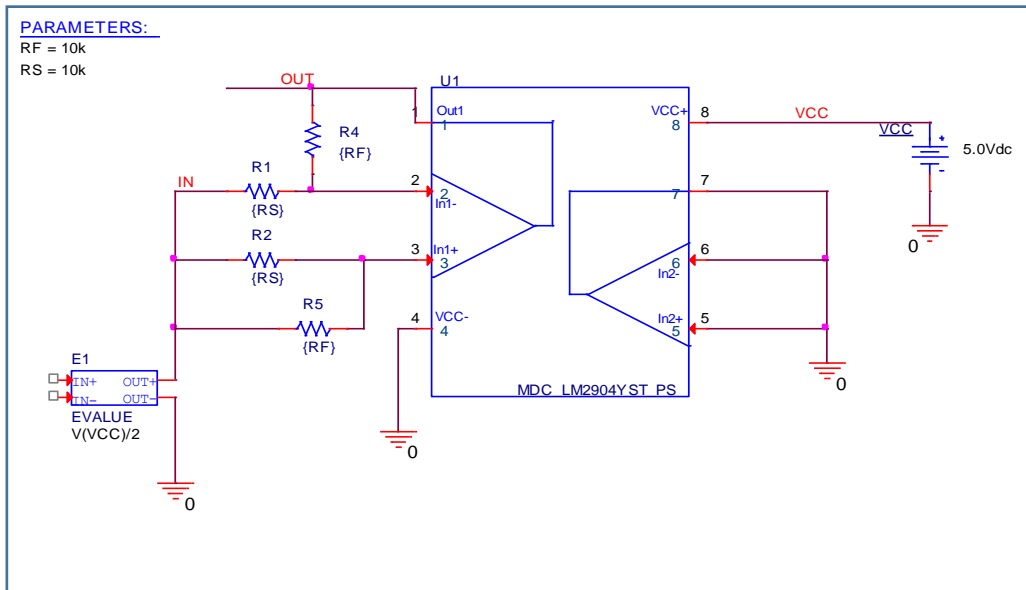 PARAMETERS:
RF = 10k
RS = 10k
OUT
U1
1
Out1
1
VCC+
8
8
VCC
VCC
5.0Vdc
0
R4
{RF}
IN
R1
{RS}
2
2
In1-
7
7
R2
{RS}
3
In1+
3
6
6
In2-
R5
{RF}
4
VCC-
4
In2+
5
5
0
E1
IN+
OUT+
IN-
OUT-
EVALUE
V(VCC)/2
MDC_LM2904YST_PS
0
0